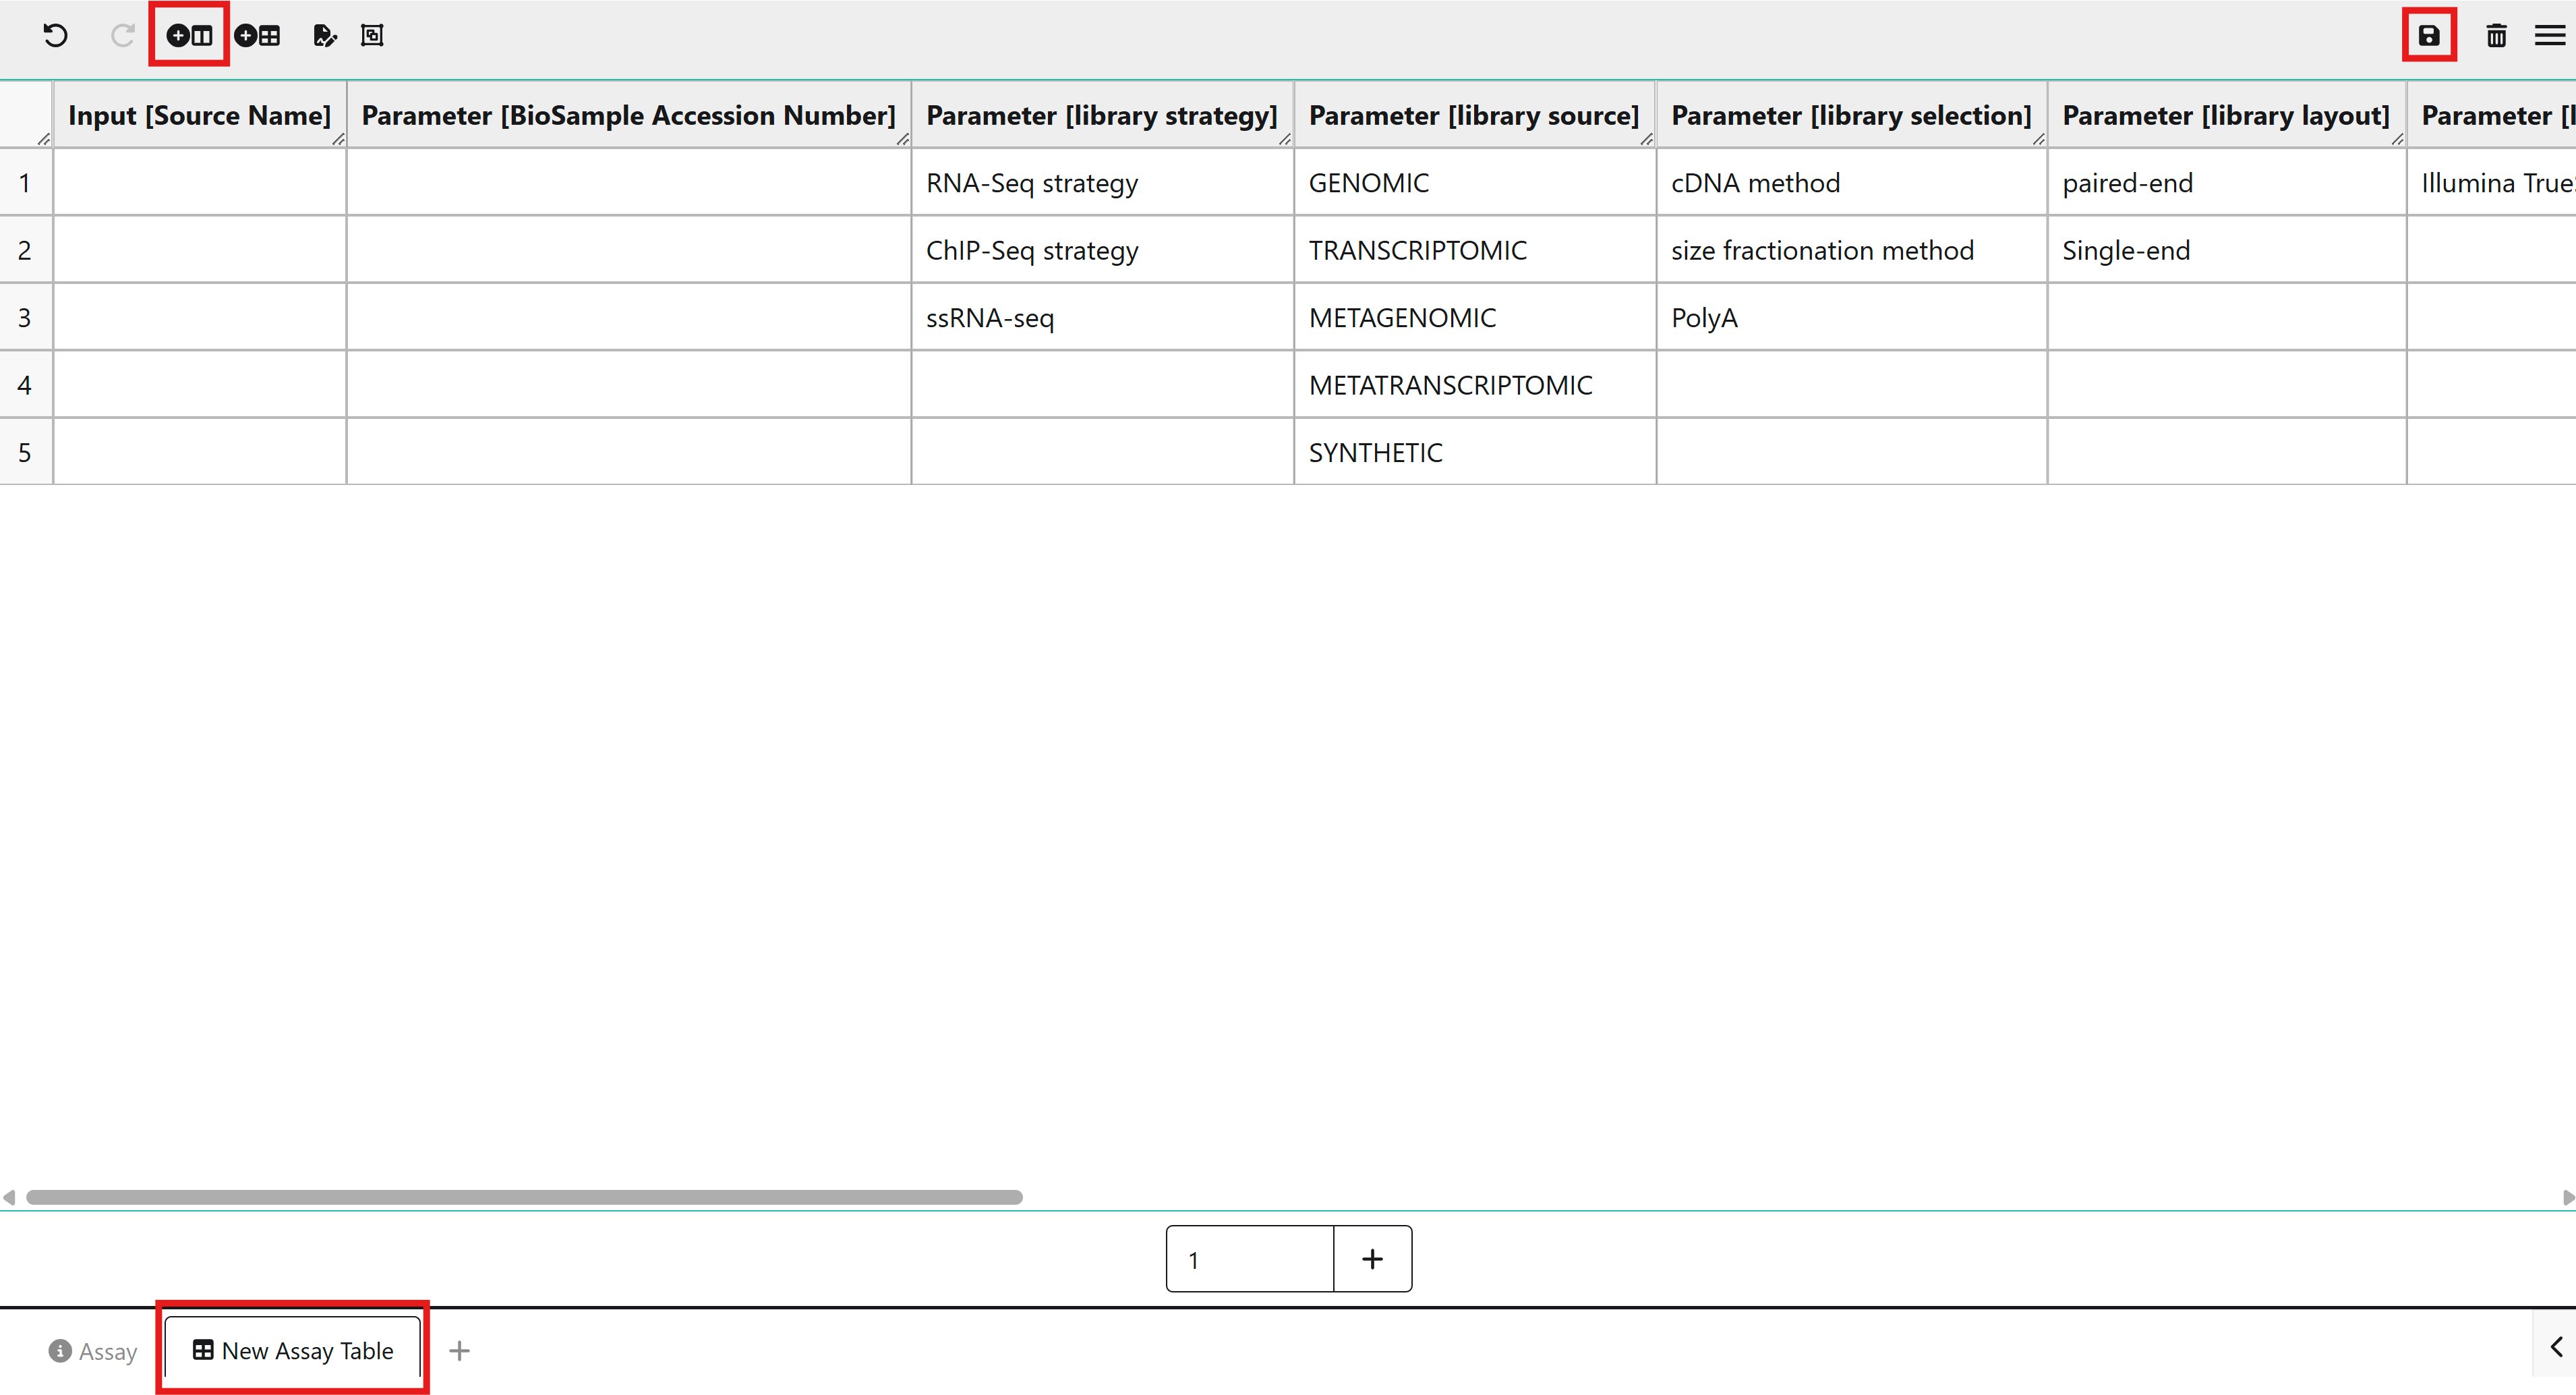 Input [Source Name] Parameter [BioSample Accession Number] Parameter [library strategy] Parameter [library source] Parameter [library selection] Parameter [library layout] Parameter [l
1 RNA-Seq strategy GENOMIC cDNA method paired-end Illumina True
2 ChIP-Seq strategy TRANSCRIPTOMIC size fractionation method Single-end
3 ssRNA-seq METAGENOMIC PolyA
4 METATRANSCRIPTOMIC
5 SYNTHETIC
1 +
Assay New Assay Table +